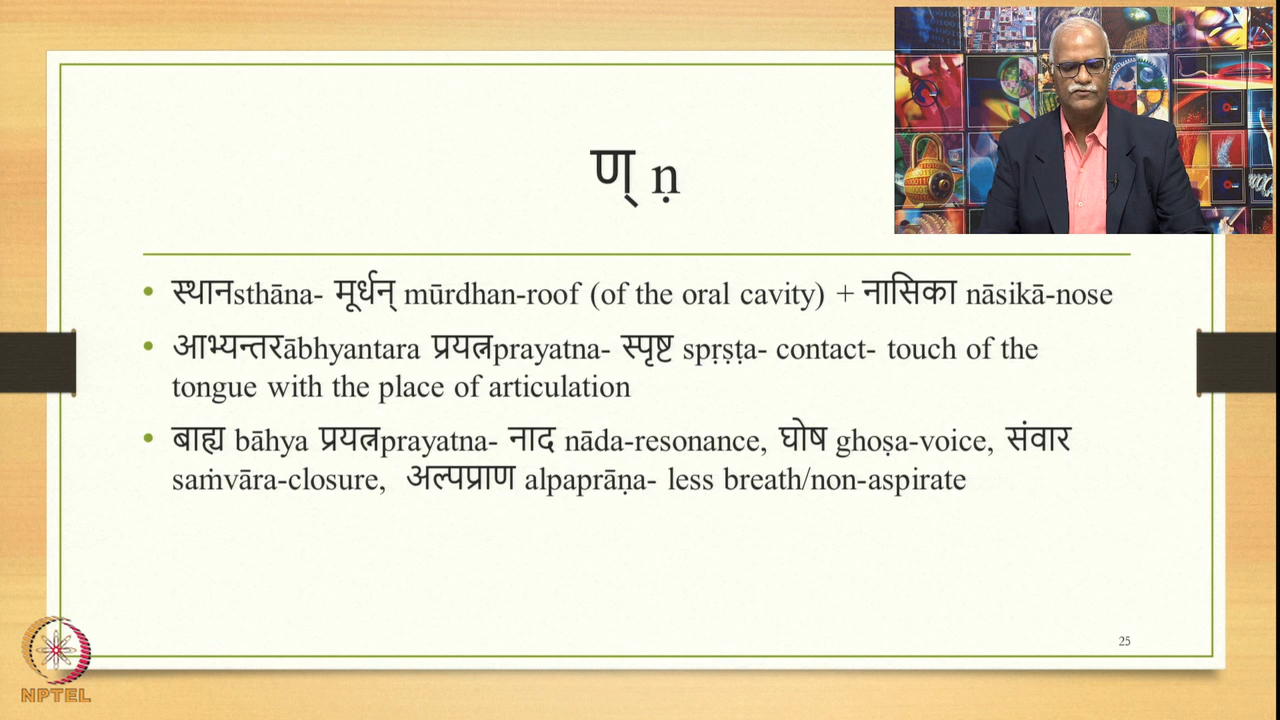 ण् ṇ
• स्थानsthāna- मूर्धन् mūrdhan-roof (of the oral cavity) + नासिका nāsikā-nose
• आभ्यन्तरābhyantara प्रयत्नprayatna- स्पृष्ट spṛṣṭa- contact- touch of the
tongue with the place of articulation
• बाह्य bāhya प्रयत्नprayatna- नाद nāda-resonance, घोष ghoṣa-voice, संवार
saṁvāra-closure, अल्पप्राण alpaprāṇa- less breath/non-aspirate
25
NPTEL